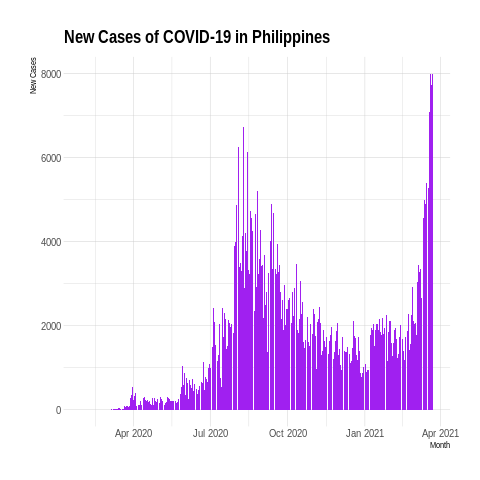 New Cases of COVID-19 in Philippines
New Cases
8000
6000
4000
2000
0
Apr 2020 Jul 2020 Oct 2020 Jan 2021 Apr 2021
Month